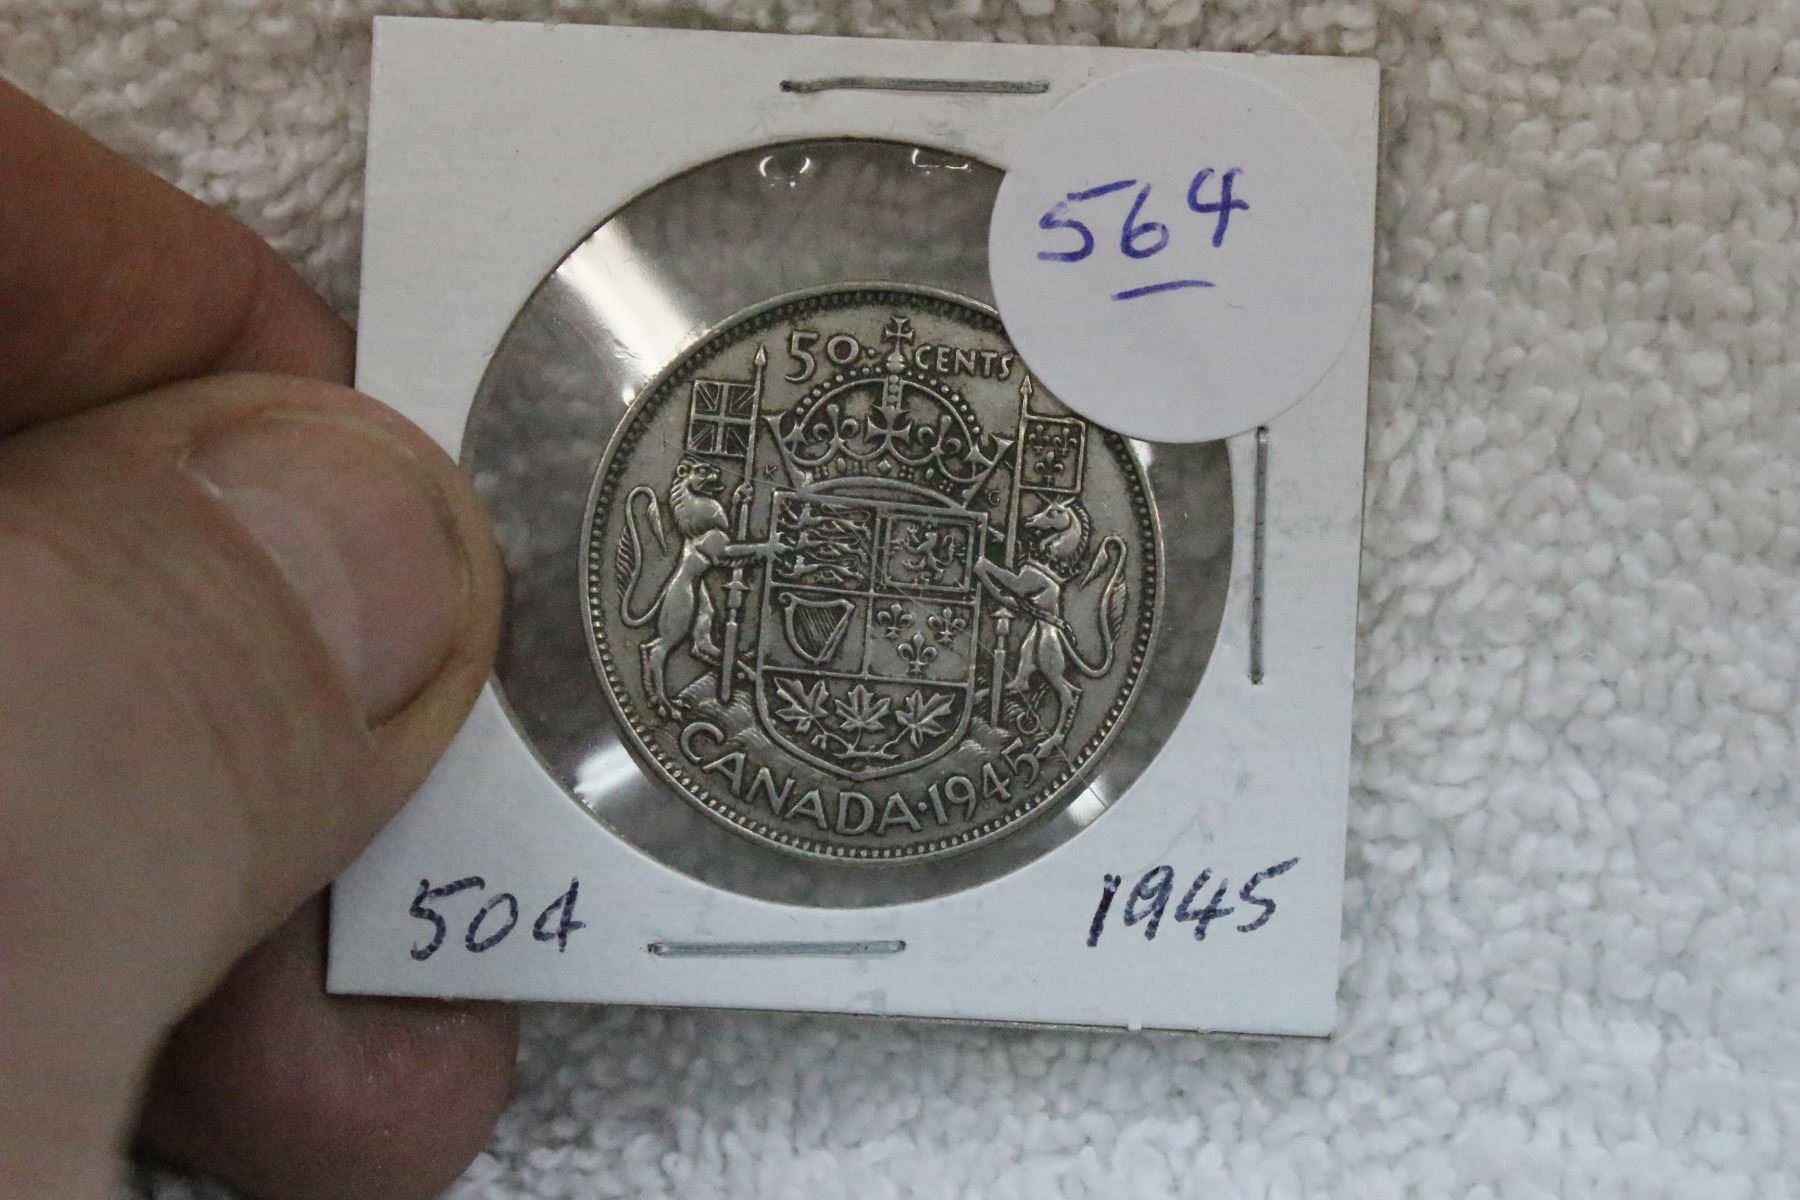 564
50 CENTS
K G
CANADA · 1945
50¢ 1945